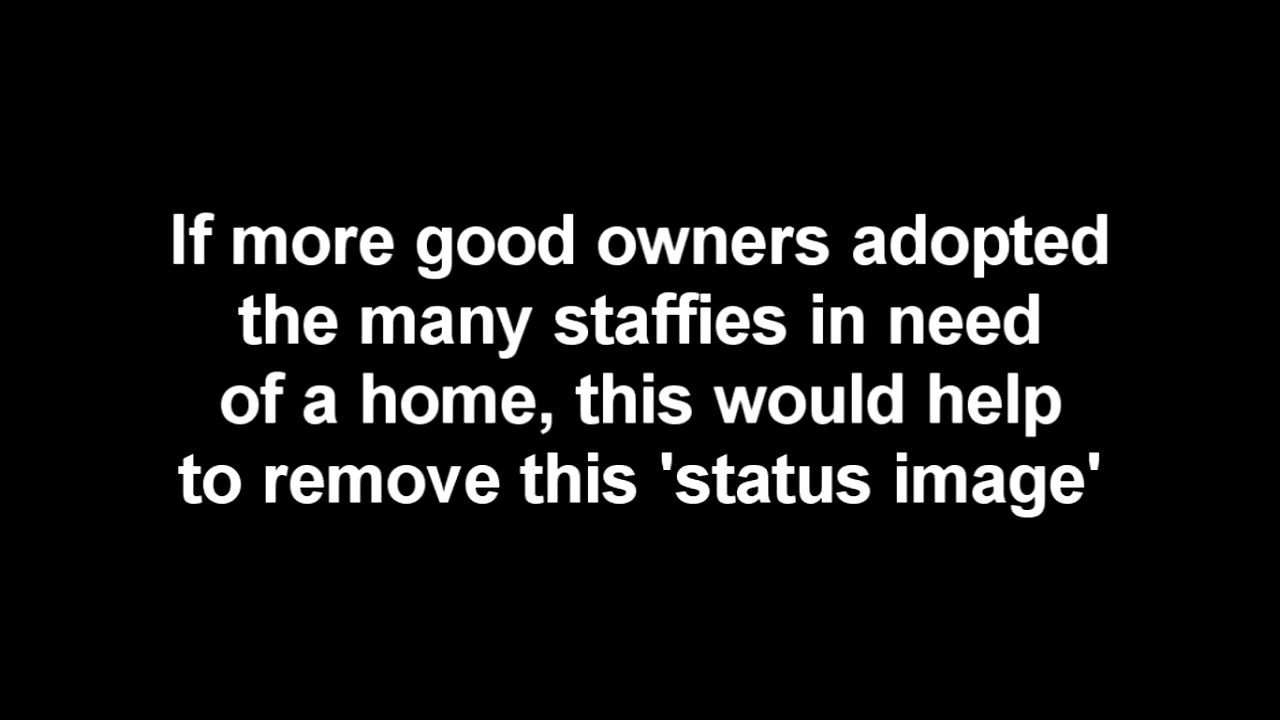 If more good owners adopted
the many staffies in need
of a home, this would help
to remove this 'status image'